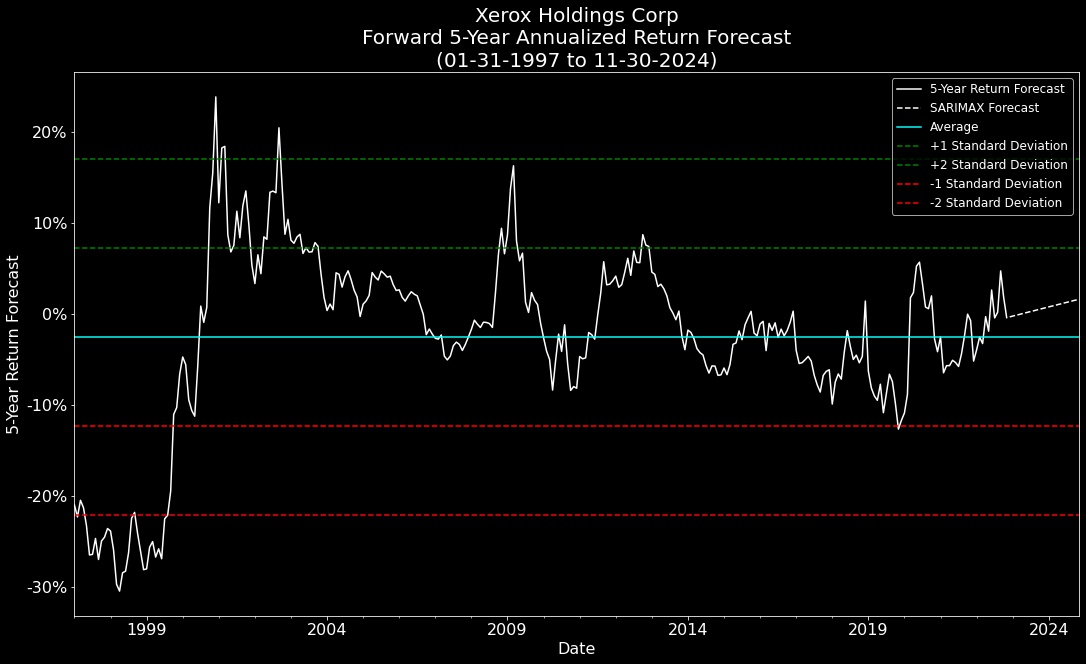 Xerox Holdings Corp
Forward 5-Year Annualized Return Forecast
(01-31-1997 to 11-30-2024)
5-Year Return Forecast
SARIMAX Forecast
Average
+1 Standard Deviation
+2 Standard Deviation
-1 Standard Deviation
-2 Standard Deviation
5-Year Return Forecast
20%
10%
0%
-10%
-20%
-30%
1999 2004 2009 2014 2019 2024
Date